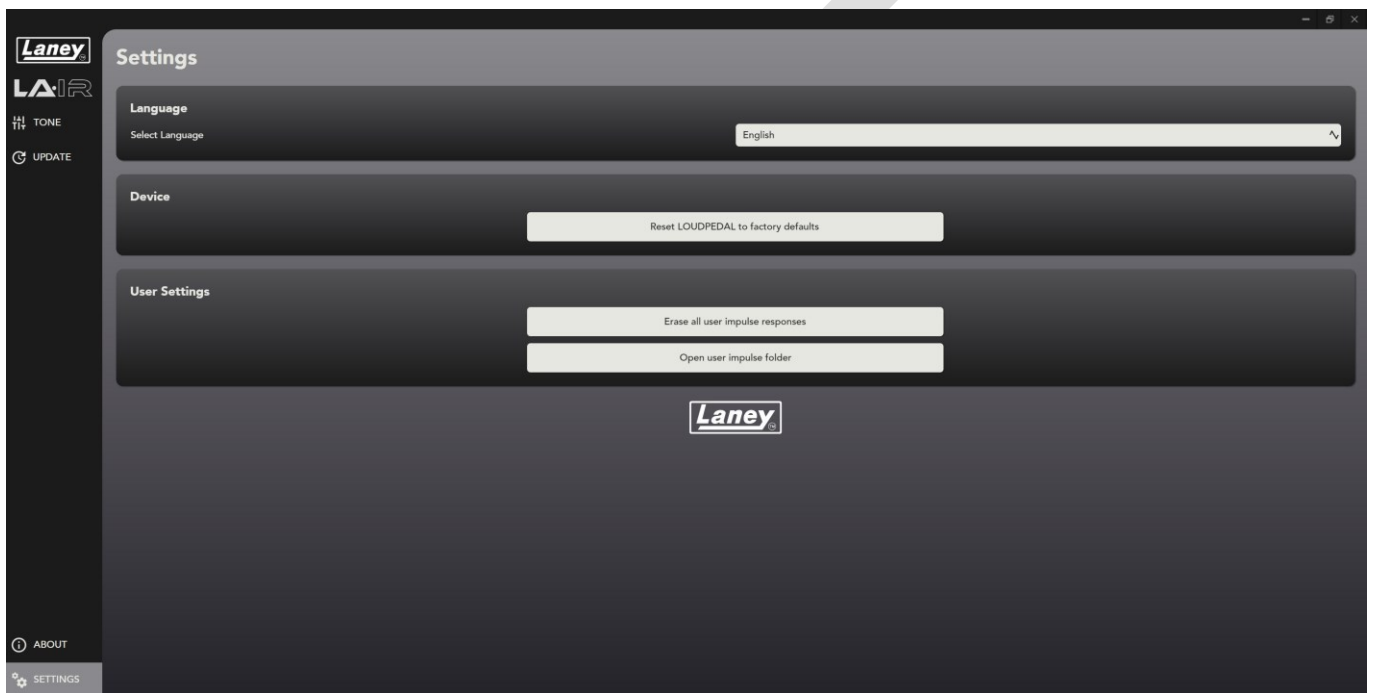 Laney
LA·IR
TONE
UPDATE
Settings
Language
Select Language
English
Device
Reset LOUDPEDAL to factory defaults
User Settings
Erase all user impulse responses
Open user impulse folder
Laney
ABOUT
SETTINGS